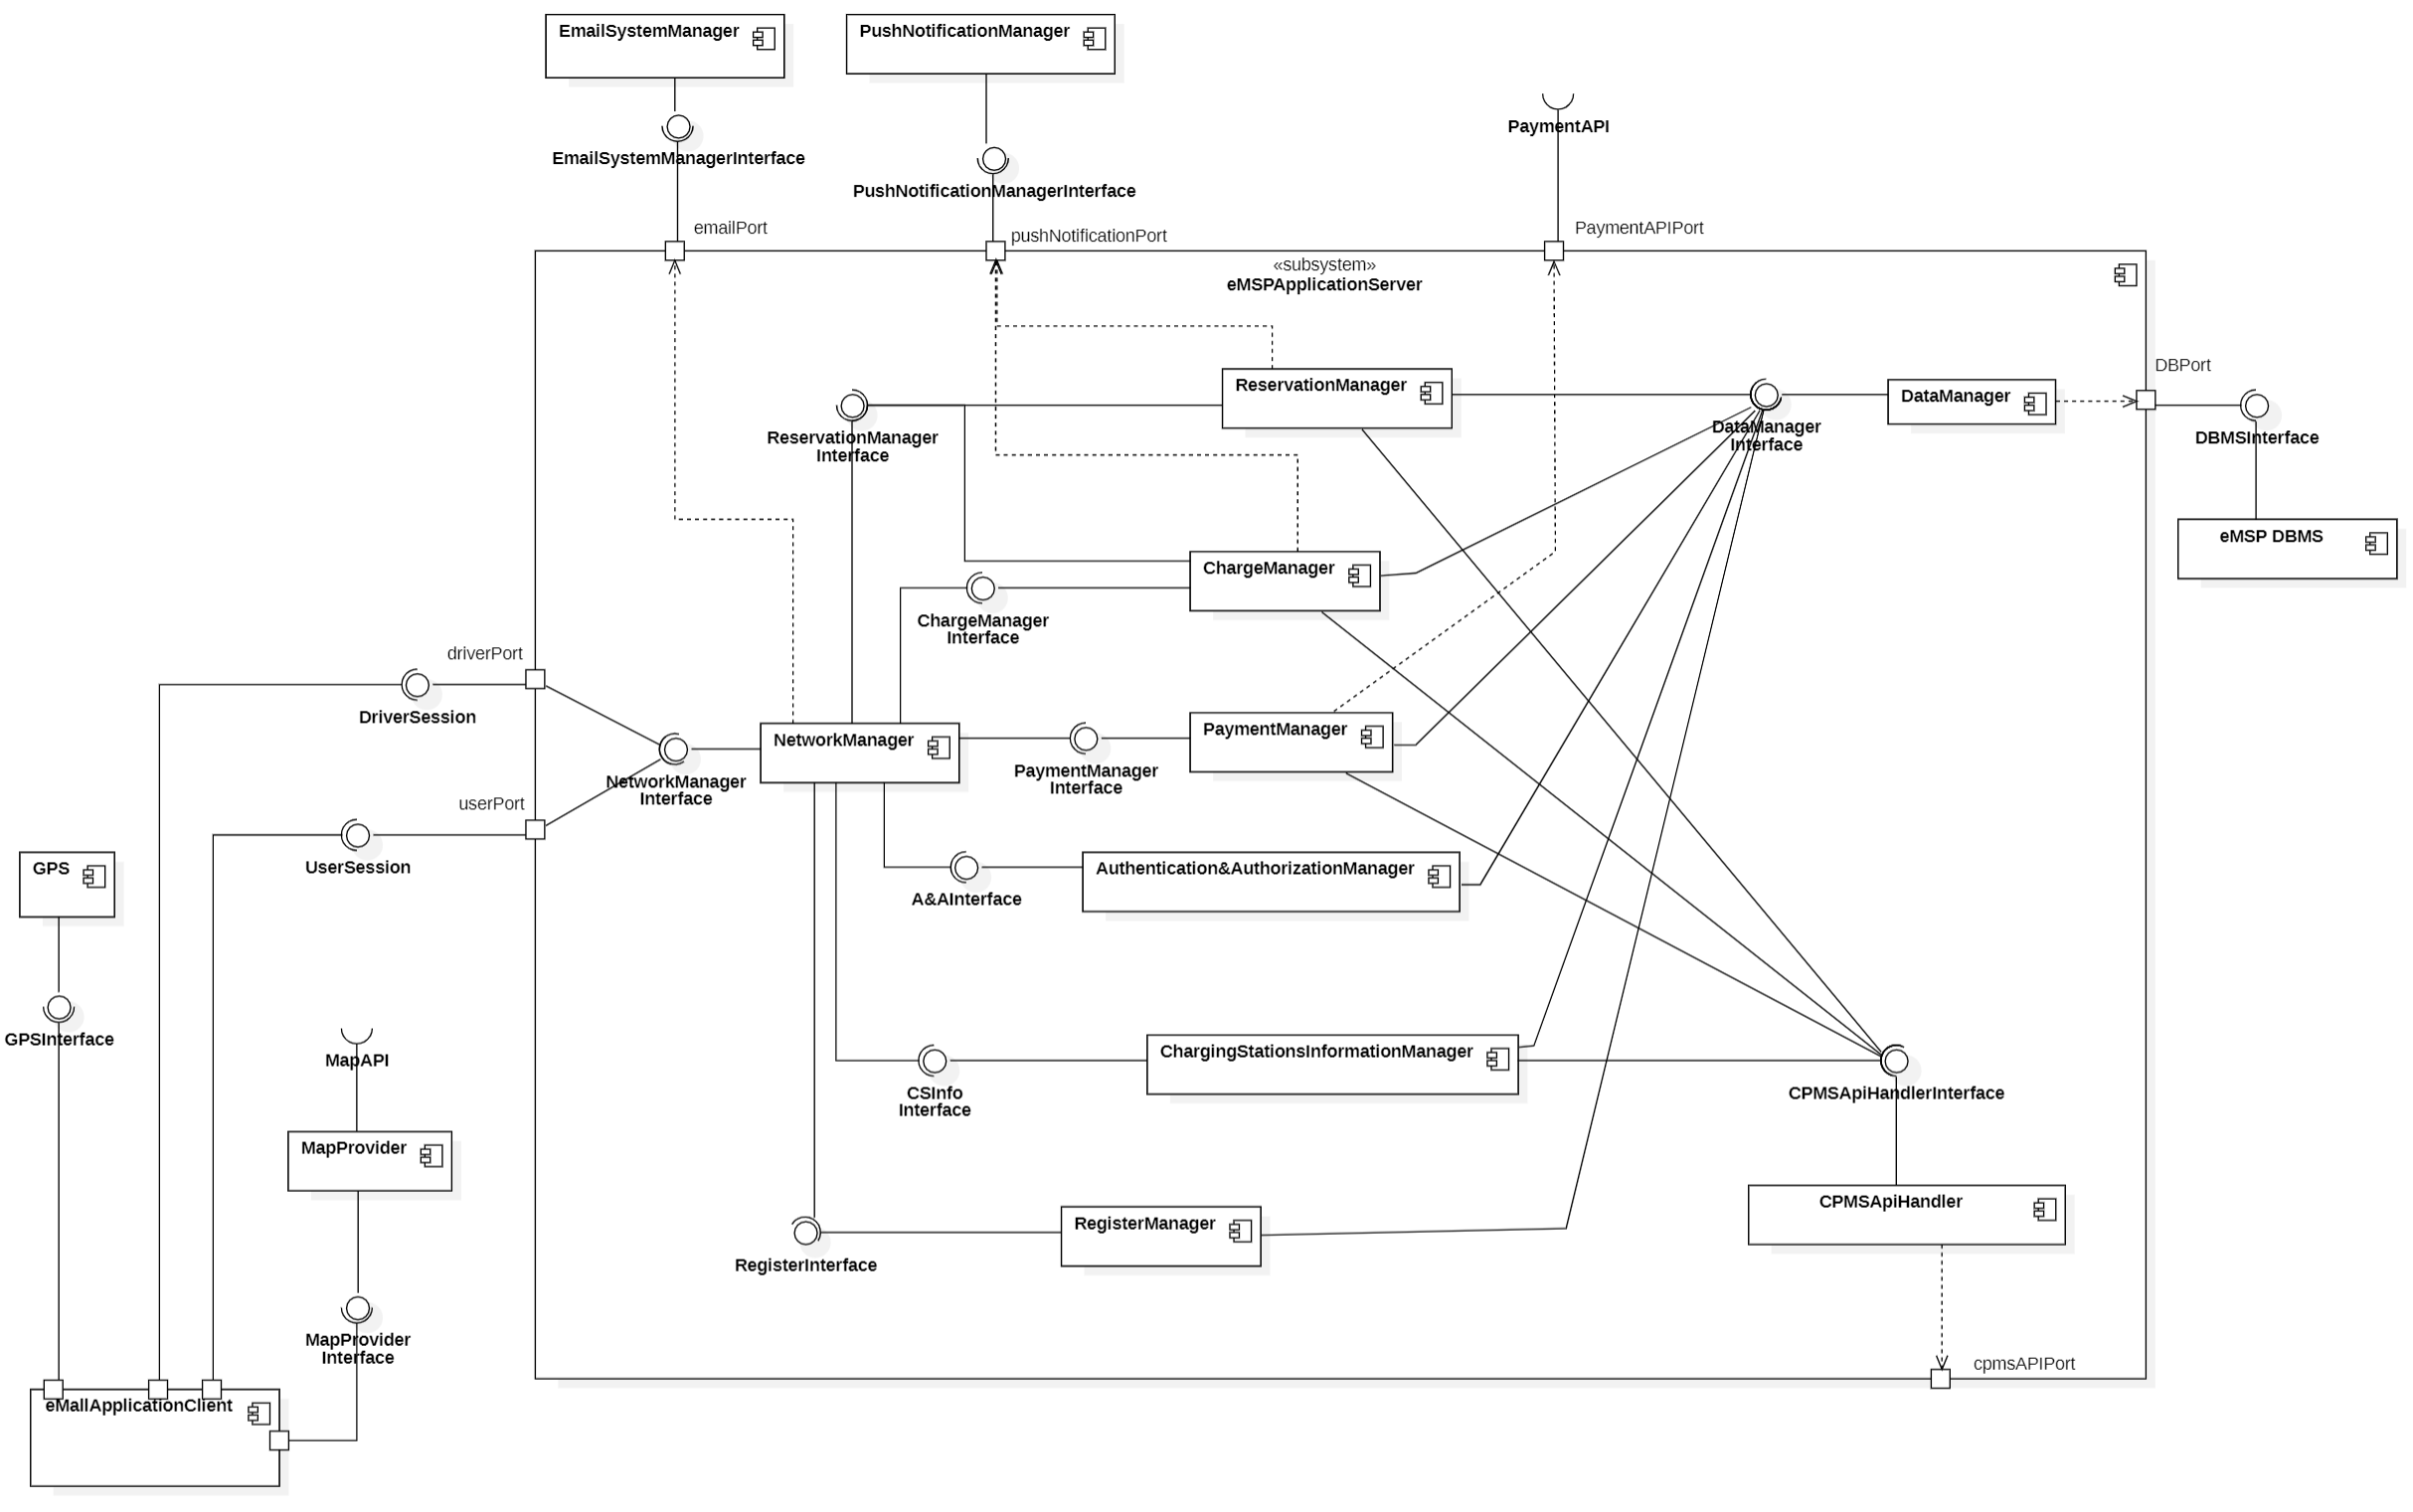 EmailSystemManager
PushNotificationManager
PaymentAPI
EmailSystemManagerInterface
PushNotificationManagerInterface
emailPort
pushNotificationPort
PaymentAPIPort
«subsystem»
eMSPApplicationServer
DBPort
ReservationManager
DataManager
ReservationManager
Interface
DataManager
Interface
DBMSInterface
eMSP DBMS
ChargeManager
ChargeManager
Interface
driverPort
DriverSession
NetworkManager
PaymentManager
NetworkManager
Interface
PaymentManager
Interface
userPort
UserSession
GPS
Authentication&AuthorizationManager
A&AInterface
GPSInterface
MapAPI
ChargingStationsInformationManager
CSInfo
Interface
CPMSApiHandlerInterface
MapProvider
CPMSApiHandler
RegisterManager
RegisterInterface
MapProvider
Interface
cpmsAPIPort
eMallApplicationClient